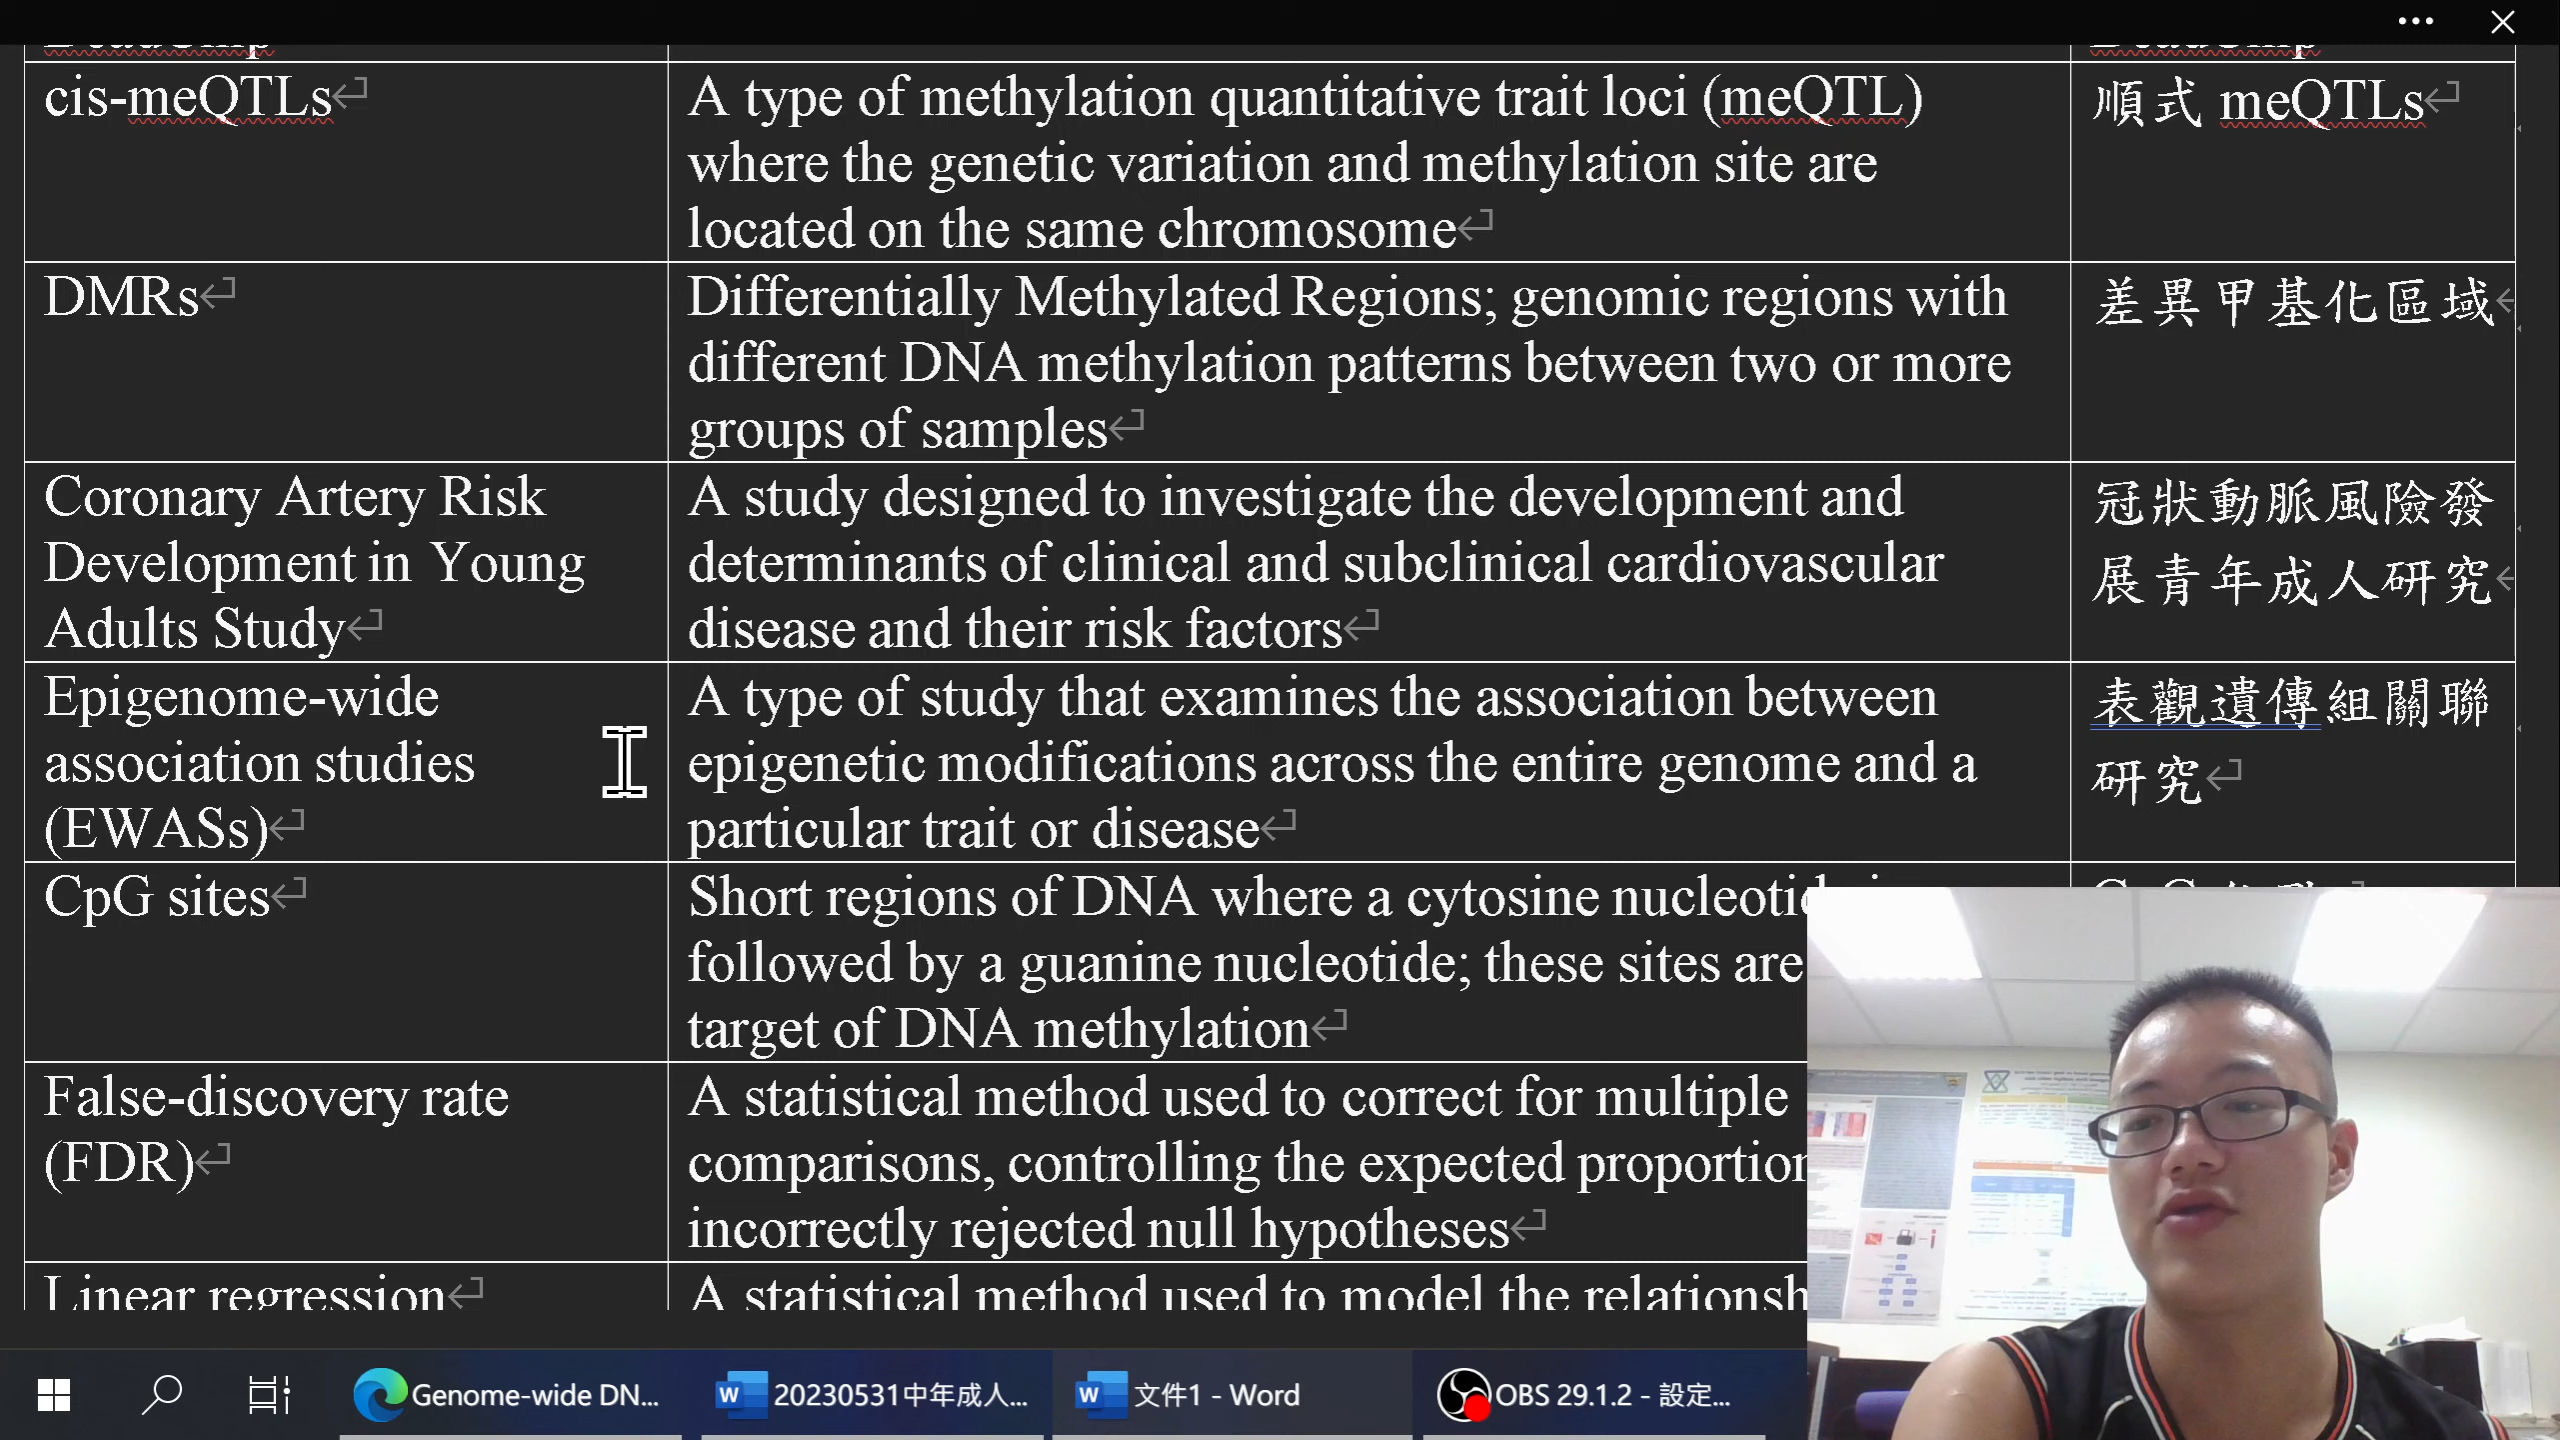 cis-meQTLs
A type of methylation quantitative trait loci (meQTL)
where the genetic variation and methylation site are
located on the same chromosome
順式 meQTLs
DMRs
Differentially Methylated Regions; genomic regions with
different DNA methylation patterns between two or more
groups of samples
差異甲基化區域
Coronary Artery Risk
Development in Young
Adults Study
A study designed to investigate the development and
determinants of clinical and subclinical cardiovascular
disease and their risk factors
冠狀動脈風險發
展青年成人研究
Epigenome-wide
association studies
(EWASs)
A type of study that examines the association between
epigenetic modifications across the entire genome and a
particular trait or disease
表觀遺傳組關聯
研究
CpG sites
Short regions of DNA where a cytosine
followed by a guanine nucleotide; these sites are
target of DNA methylation
False-discovery rate
(FDR)
A statistical method used to correct for multiple
comparisons, controlling the expected
incorrectly rejected null hypotheses
Linear regression
A statistical method used to model the
Genome-wide DN...
20230531中年成人...
文件1 - Word
OBS 29.1.2 - 設定...